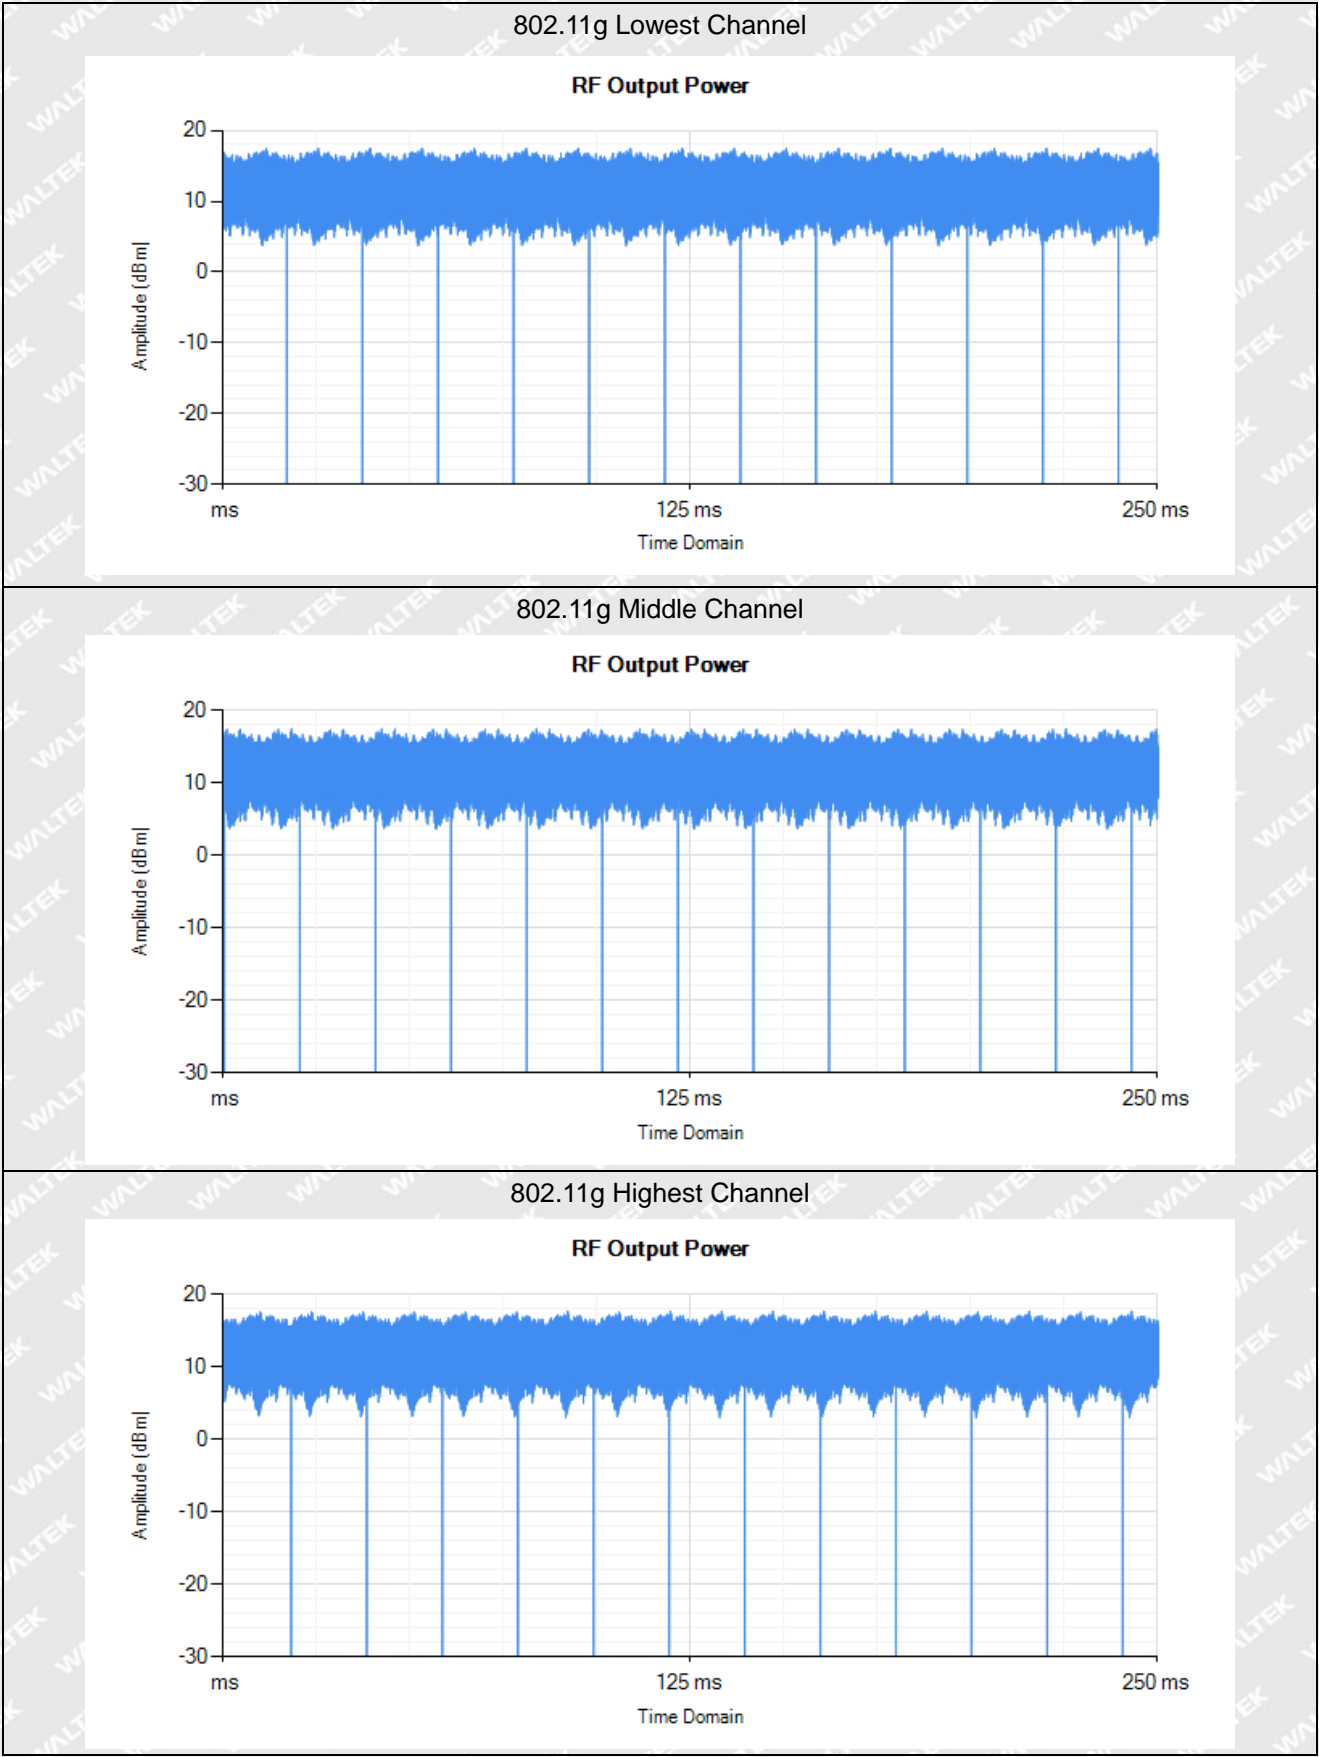 802.11g Lowest Channel
RF Output Power
Amplitude [dBm]
20
10
0
-10
-20
-30
ms
125 ms
250 ms
Time Domain
802.11g Middle Channel
RF Output Power
Amplitude [dBm]
20
10
0
-10
-20
-30
ms
125 ms
250 ms
Time Domain
802.11g Highest Channel
RF Output Power
Amplitude [dBm]
20
10
0
-10
-20
-30
ms
125 ms
250 ms
Time Domain
WALTEK